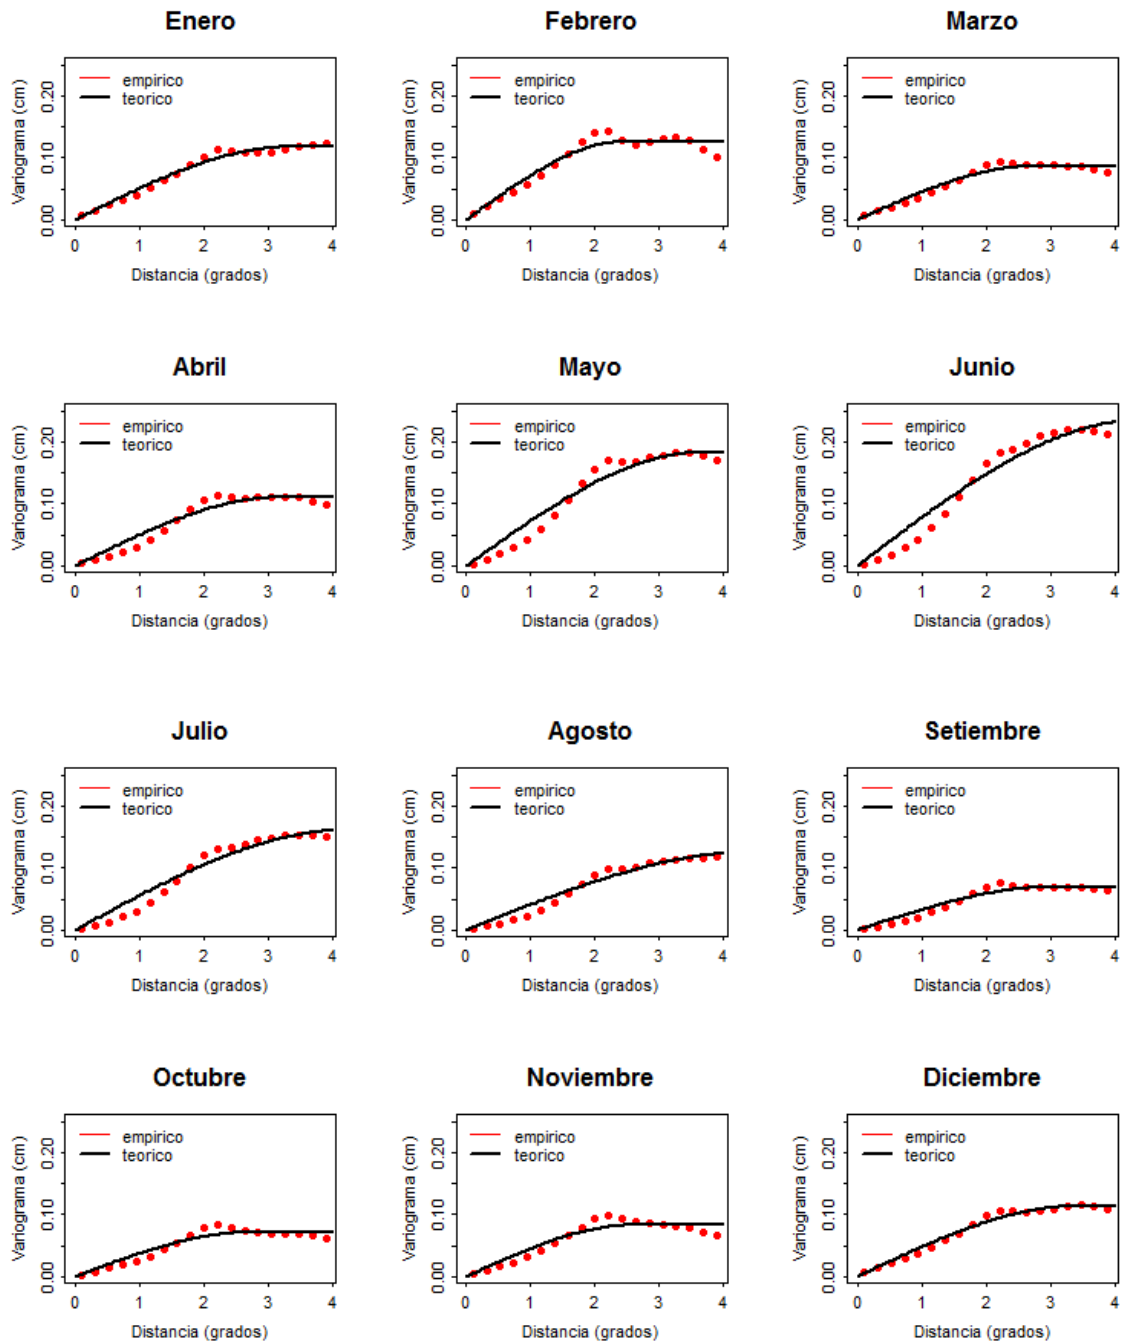 Enero
empirico
teorico
Variograma (cm)
0.00 0.10 0.20
0 1 2 3 4
Distancia (grados)
Febrero
empirico
teorico
Variograma (cm)
0.00 0.10 0.20
0 1 2 3 4
Distancia (grados)
Marzo
empirico
teorico
Variograma (cm)
0.00 0.10 0.20
0 1 2 3 4
Distancia (grados)
Abril
empirico
teorico
Variograma (cm)
0.00 0.10 0.20
0 1 2 3 4
Distancia (grados)
Mayo
empirico
teorico
Variograma (cm)
0.00 0.10 0.20
0 1 2 3 4
Distancia (grados)
Junio
empirico
teorico
Variograma (cm)
0.00 0.10 0.20
0 1 2 3 4
Distancia (grados)
Julio
empirico
teorico
Variograma (cm)
0.00 0.10 0.20
0 1 2 3 4
Distancia (grados)
Agosto
empirico
teorico
Variograma (cm)
0.00 0.10 0.20
0 1 2 3 4
Distancia (grados)
Setiembre
empirico
teorico
Variograma (cm)
0.00 0.10 0.20
0 1 2 3 4
Distancia (grados)
Octubre
empirico
teorico
Variograma (cm)
0.00 0.10 0.20
0 1 2 3 4
Distancia (grados)
Noviembre
empirico
teorico
Variograma (cm)
0.00 0.10 0.20
0 1 2 3 4
Distancia (grados)
Diciembre
empirico
teorico
Variograma (cm)
0.00 0.10 0.20
0 1 2 3 4
Distancia (grados)